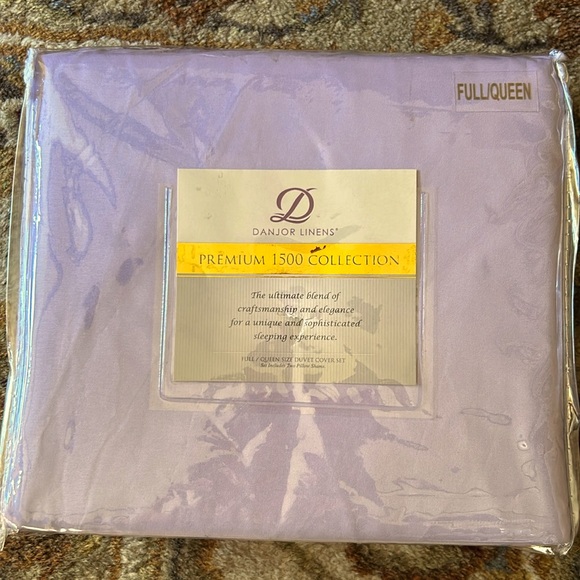 FULL/QUEEN
D
DANJOR LINENS®
PREMIUM 1500 COLLECTION
The ultimate blend of
craftsmanship and elegance
for a unique and sophisticated
sleeping experience.
FULL / QUEEN SIZE DUVET COVER SET
Set Includes Two Pillow Shams.